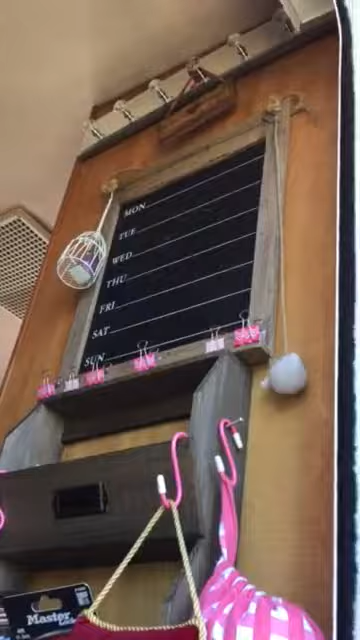 MON.
TUE
WED
THU
FRI.
SAT
SUN
Master